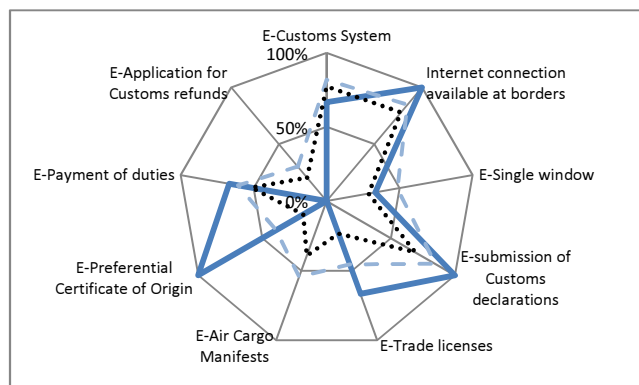 E-Customs System
100%
Internet connection
available at borders
E-Application for
Customs refunds
50%
E-Payment of duties
E-Single window
0%
E-Preferential
Certificate of Origin
E-submission of
Customs
declarations
E-Air Cargo
Manifests
E-Trade licenses